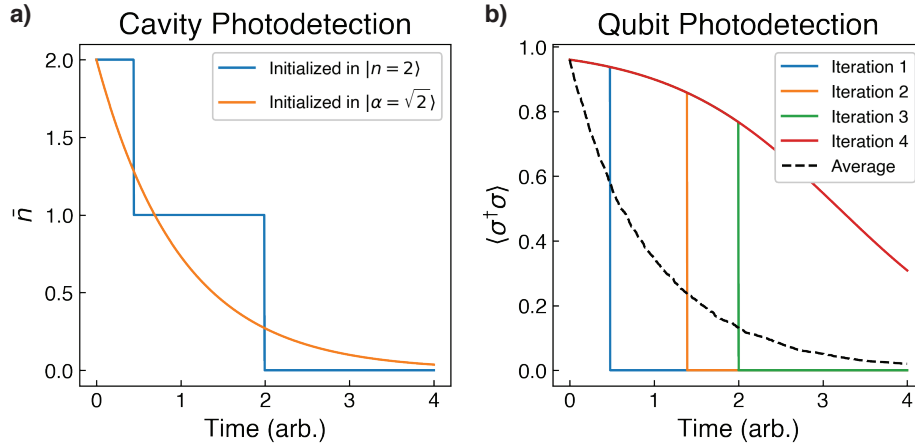 a)
Cavity Photodetection
2.0
1.5
1.0
0.5
0.0
n̄
0
1
2
3
4
Time (arb.)
Initialized in |n = 2⟩
Initialized in |α = √2⟩
b)
Qubit Photodetection
1.0
0.8
0.6
0.4
0.2
0.0
⟨σ†σ⟩
0
1
2
3
4
Time (arb.)
Iteration 1
Iteration 2
Iteration 3
Iteration 4
Average